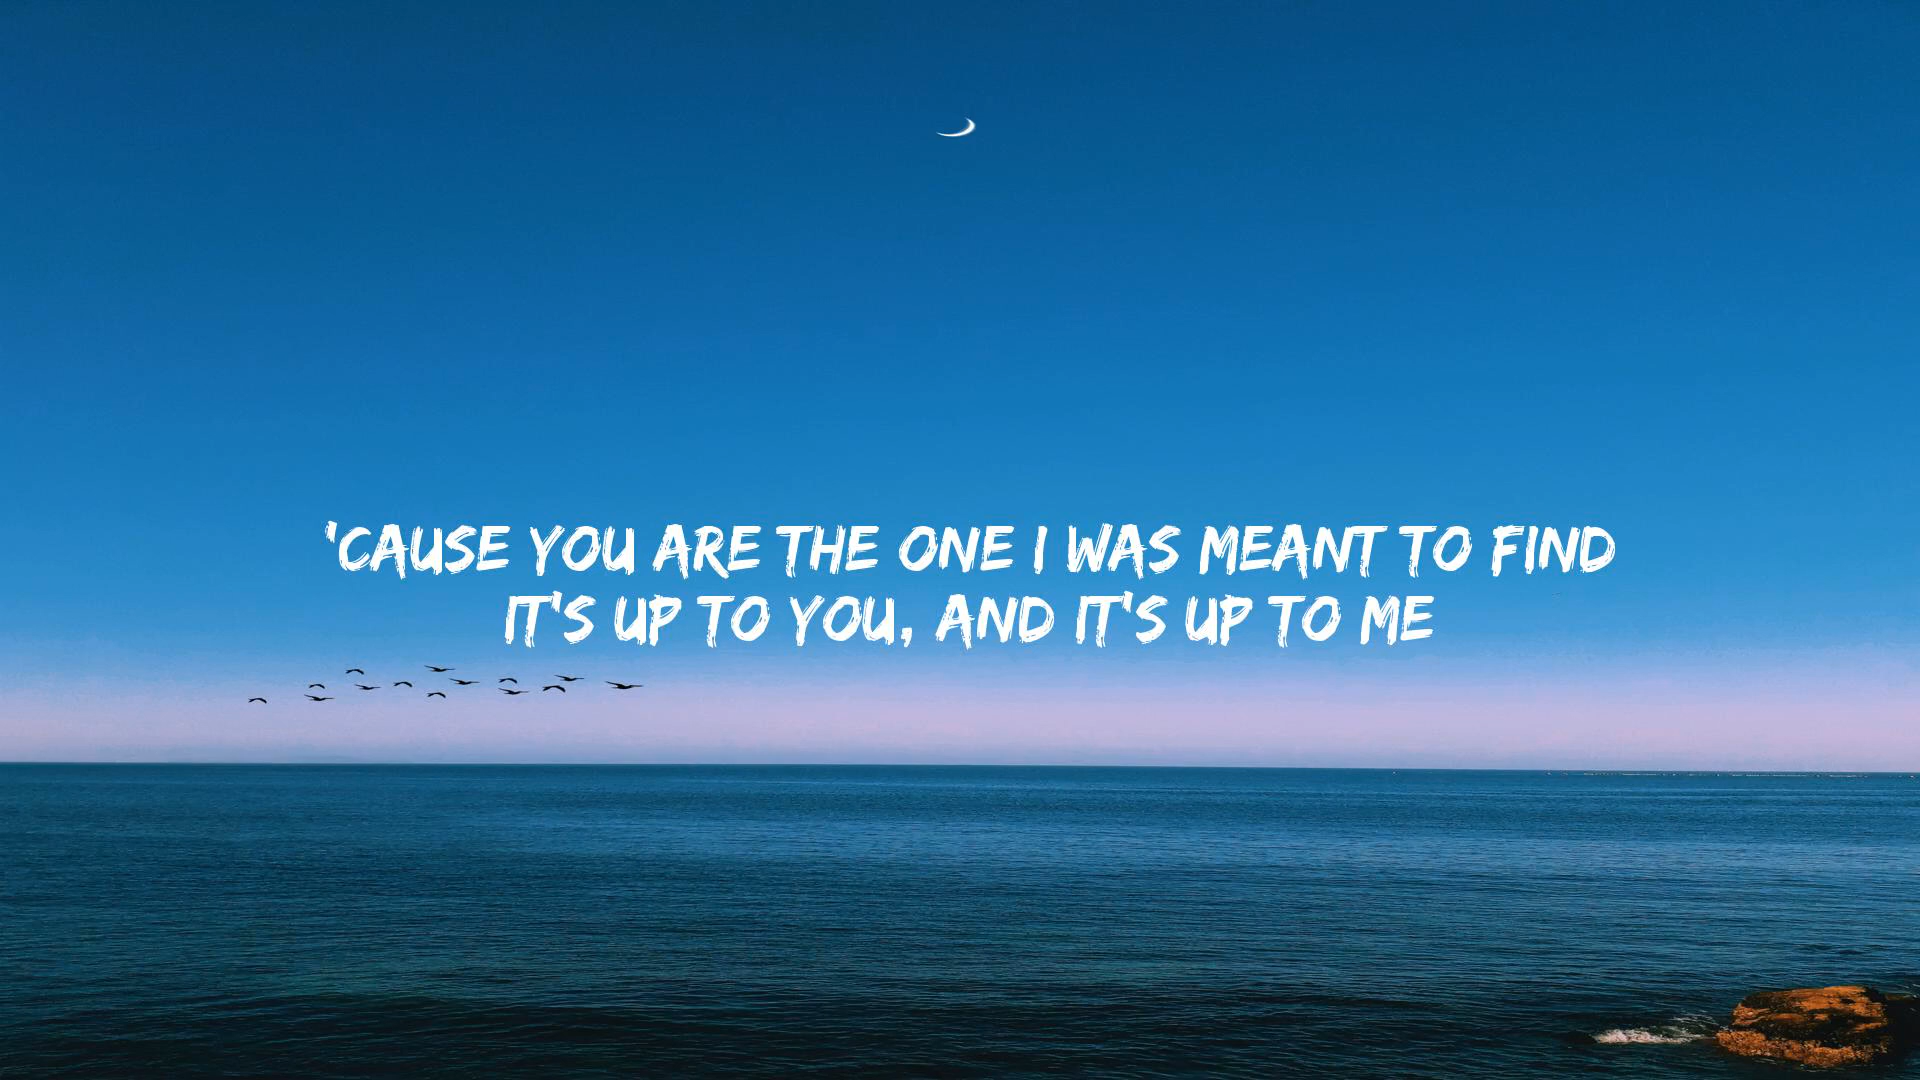 'CAUSE YOU ARE THE ONE I WAS MEANT TO FIND
IT'S UP TO YOU, AND IT'S UP TO ME